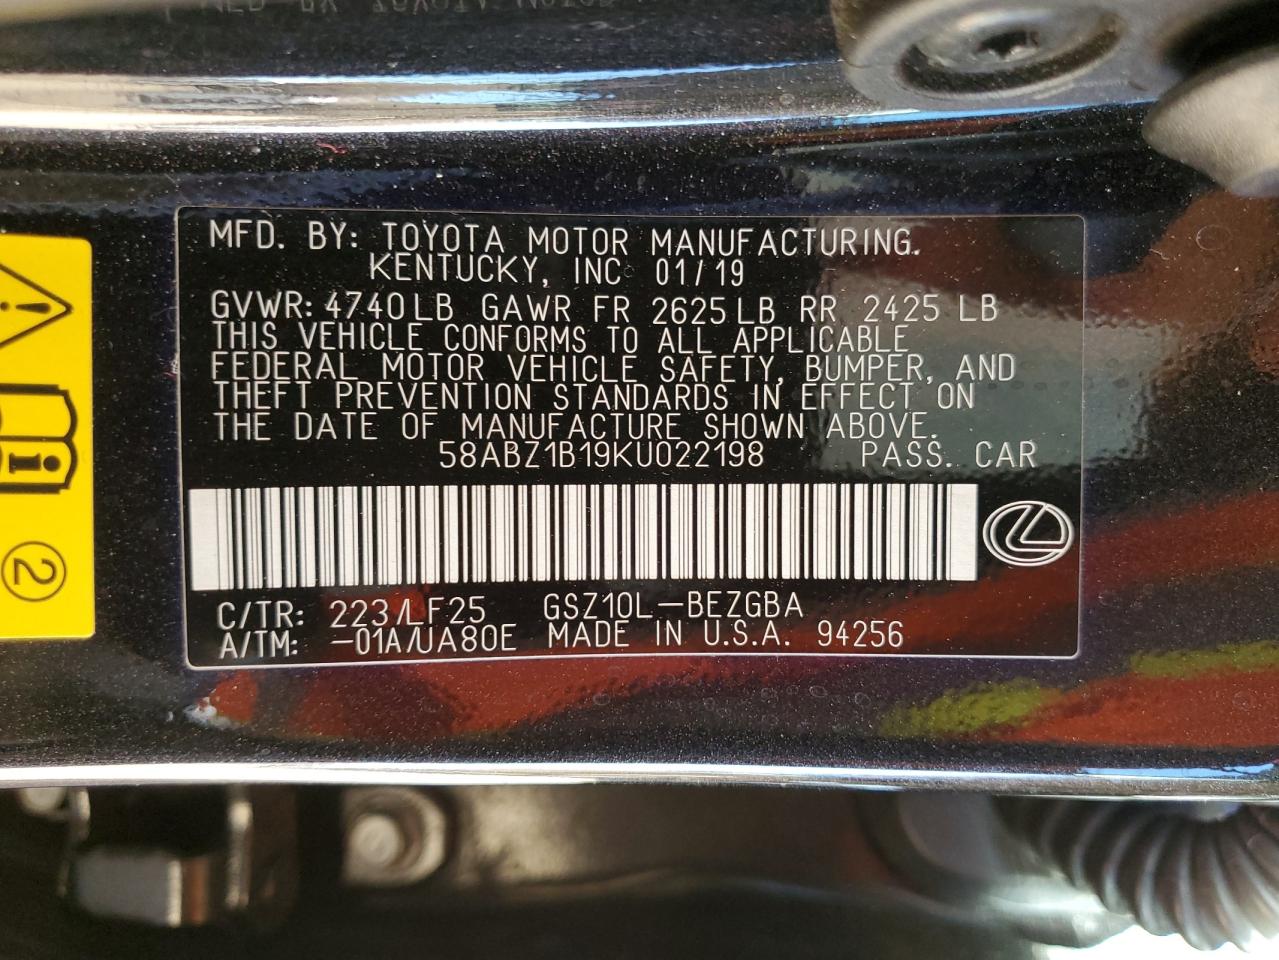 MFD. BY: TOYOTA MOTOR MANUFACTURING.
KENTUCKY, INC 01/19
GVWR: 4740LB GAWR FR 2625LB RR 2425 LB
THIS VEHICLE CONFORMS TO ALL APPLICABLE
FEDERAL MOTOR VEHICLE SAFETY, BUMPER, AND
THEFT PREVENTION STANDARDS IN EFFECT ON
THE DATE OF MANUFACTURE SHOWN ABOVE.
58ABZ1B19KU022198 PASS. CAR
C/TR: 223/LF25 GSZ10L-BEZGBA
A/TM: -01A/UA80E MADE IN U.S.A. 94256
2